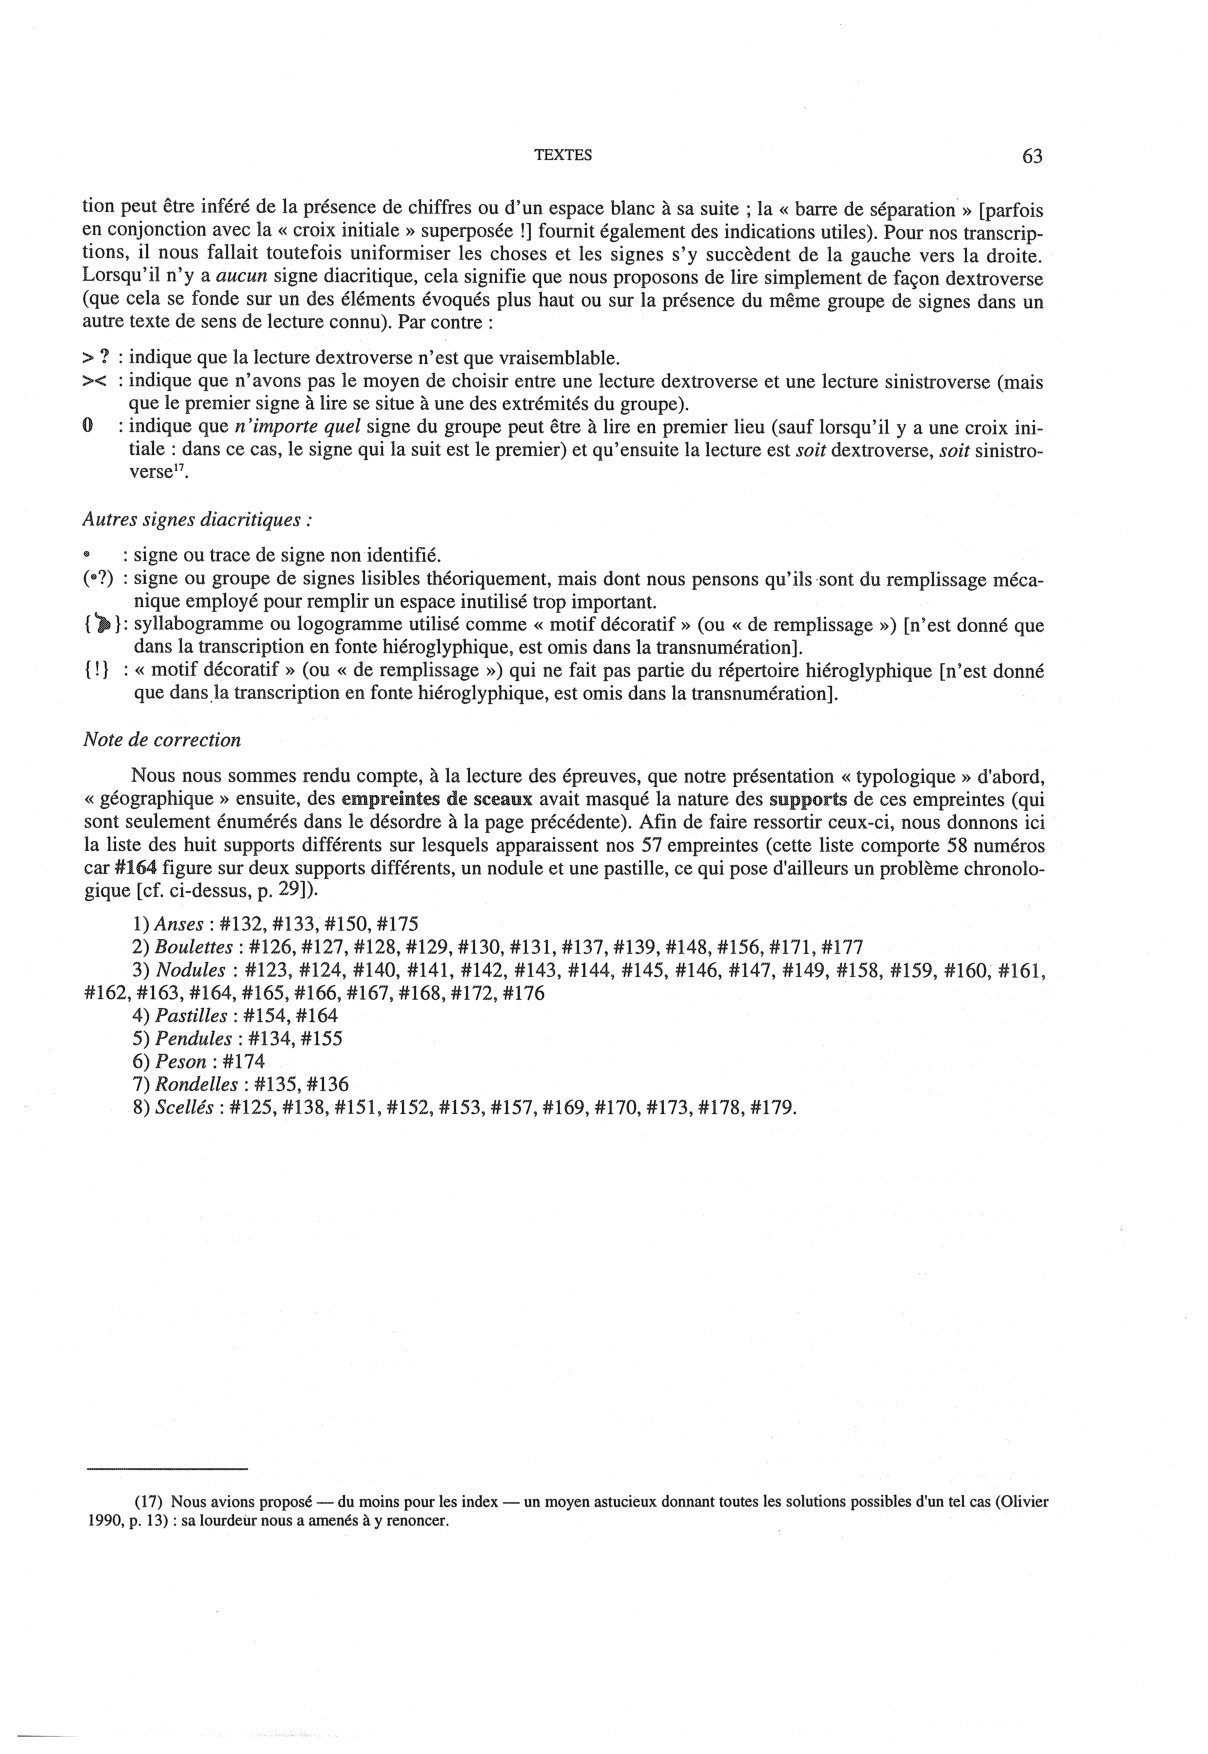 TEXTES 63
tion peut être inféré de la présence de chiffres ou d'un espace blanc à sa suite ; la « barre de séparation » [parfois
en conjonction avec la « croix initiale » superposée !] fournit également des indications utiles). Pour nos transcrip-
tions, il nous fallait toutefois uniformiser les choses et les signes s'y succèdent de la gauche vers la droite.
Lorsqu'il n'y a aucun signe diacritique, cela signifie que nous proposons de lire simplement de façon dextroverse
(que cela se fonde sur un des éléments évoqués plus haut ou sur la présence du même groupe de signes dans un
autre texte de sens de lecture connu). Par contre :
> ? : indique que la lecture dextroverse n'est que vraisemblable.
>< : indique que n'avons pas le moyen de choisir entre une lecture dextroverse et une lecture sinistroverse (mais
que le premier signe à lire se situe à une des extrémités du groupe).
0 : indique que n'importe quel signe du groupe peut être à lire en premier lieu (sauf lorsqu'il y a une croix ini-
tiale : dans ce cas, le signe qui la suit est le premier) et qu'ensuite la lecture est soit dextroverse, soit sinistro-
verse¹⁷.
Autres signes diacritiques :
• : signe ou trace de signe non identifié.
(•?) : signe ou groupe de signes lisibles théoriquement, mais dont nous pensons qu'ils sont du remplissage méca-
nique employé pour remplir un espace inutilisé trop important.
{ } : syllabogramme ou logogramme utilisé comme « motif décoratif » (ou « de remplissage ») [n'est donné que
dans la transcription en fonte hiéroglyphique, est omis dans la transnumération].
{!} : « motif décoratif » (ou « de remplissage ») qui ne fait pas partie du répertoire hiéroglyphique [n'est donné
que dans la transcription en fonte hiéroglyphique, est omis dans la transnumération].
Note de correction
Nous nous sommes rendu compte, à la lecture des épreuves, que notre présentation « typologique » d'abord,
« géographique » ensuite, des empreintes de sceaux avait masqué la nature des supports de ces empreintes (qui
sont seulement énumérés dans le désordre à la page précédente). Afin de faire ressortir ceux-ci, nous donnons ici
la liste des huit supports différents sur lesquels apparaissent nos 57 empreintes (cette liste comporte 58 numéros
car #164 figure sur deux supports différents, un nodule et une pastille, ce qui pose d'ailleurs un problème chronolo-
gique [cf. ci-dessus, p. 29]).
1) Anses : #132, #133, #150, #175
2) Boulettes : #126, #127, #128, #129, #130, #131, #137, #139, #148, #156, #171, #177
3) Nodules : #123, #124, #140, #141, #142, #143, #144, #145, #146, #147, #149, #158, #159, #160, #161,
#162, #163, #164, #165, #166, #167, #168, #172, #176
4) Pastilles : #154, #164
5) Pendules : #134, #155
6) Peson : #174
7) Rondelles : #135, #136
8) Scellés : #125, #138, #151, #152, #153, #157, #169, #170, #173, #178, #179.
(17) Nous avions proposé — du moins pour les index — un moyen astucieux donnant toutes les solutions possibles d'un tel cas (Olivier
1990, p. 13) : sa lourdeur nous a amenés à y renoncer.